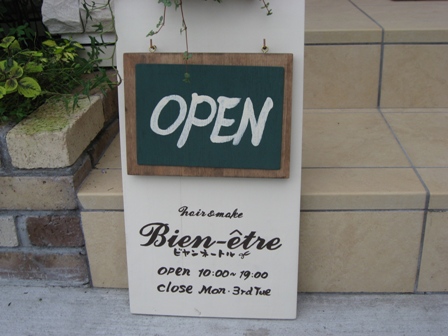 OPEN
hair & make
Bien-être
ビヤンネートル
open 10:00~19:00
close Mon・3rd Tue